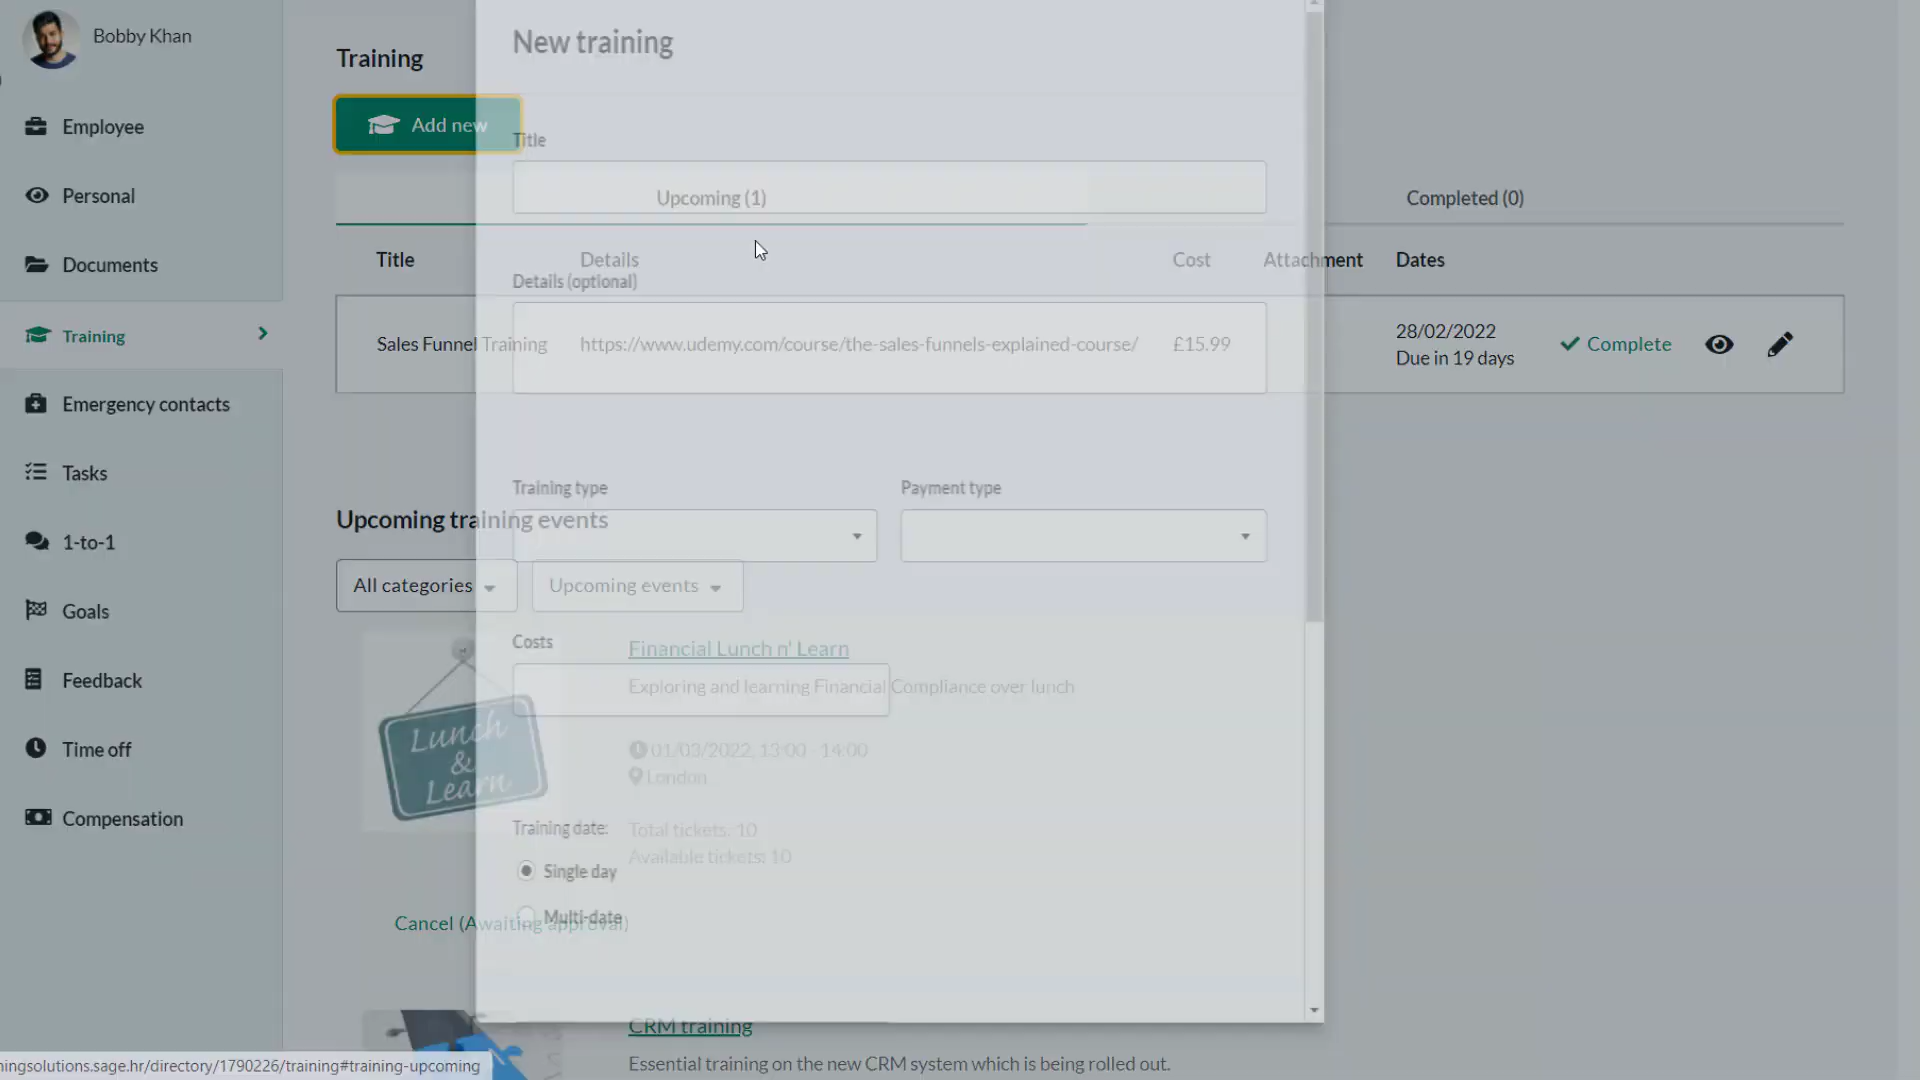 Bobby Khan
Employee
Personal
Documents
Training
Emergency contacts
Tasks
1-to-1
Goals
Feedback
Time off
Compensation
Training
Add new
Upcoming (1)
Completed (0)
Title
Details
Cost
Attachment
Dates
Sales Funnel Training
https://www.udemy.com/course/the-sales-funnels-explained-course/
£15.99
28/02/2022
Due in 19 days
Complete
Upcoming training events
All categories
Upcoming events
Lunch
&
Learn
Financial Lunch n' Learn
Exploring and learning Financial Compliance over lunch
01/03/2022, 13:00 - 14:00
London
Total tickets: 10
Available tickets: 10
Cancel (Awaiting approval)
CRM training
Essential training on the new CRM system which is being rolled out.
New training
Title
Details (optional)
Training type
Payment type
Costs
Training date:
Single day
Multi-date
ningsolutions.sage.hr/directory/1790226/training#training-upcoming